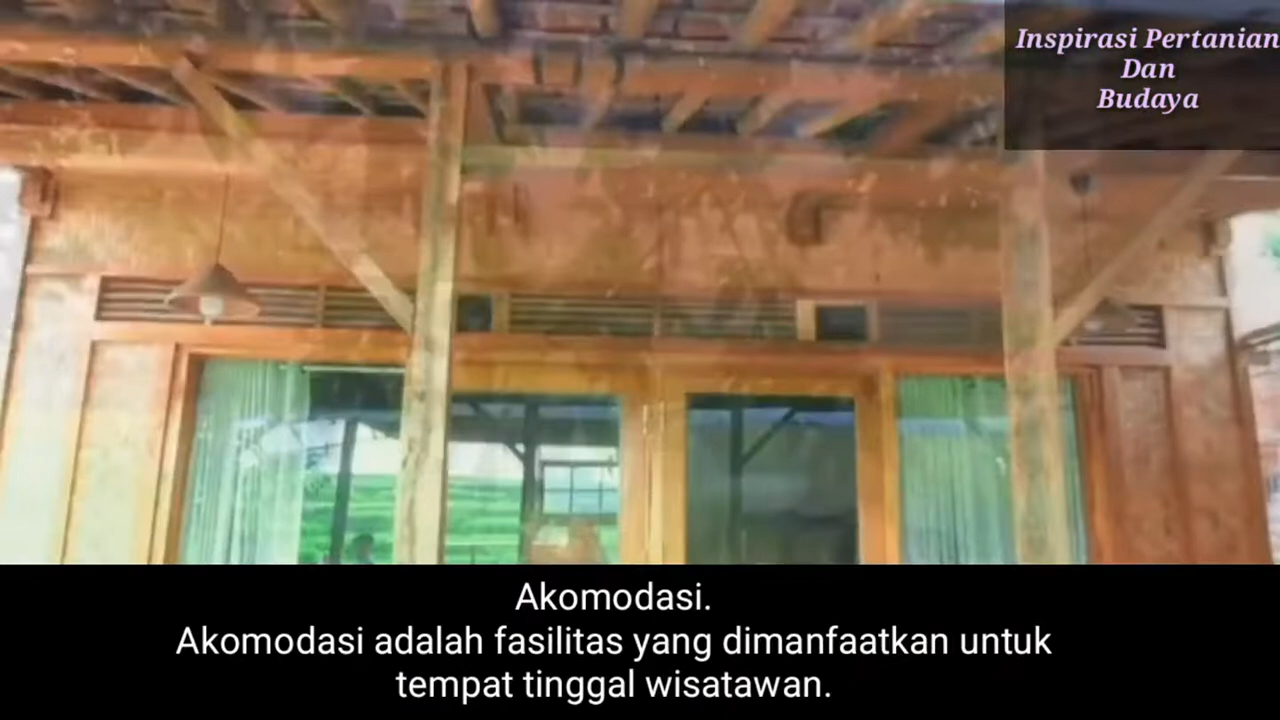 Inspirasi Pertanian
Dan
Budaya
Akomodasi.
Akomodasi adalah fasilitas yang dimanfaatkan untuk
tempat tinggal wisatawan.